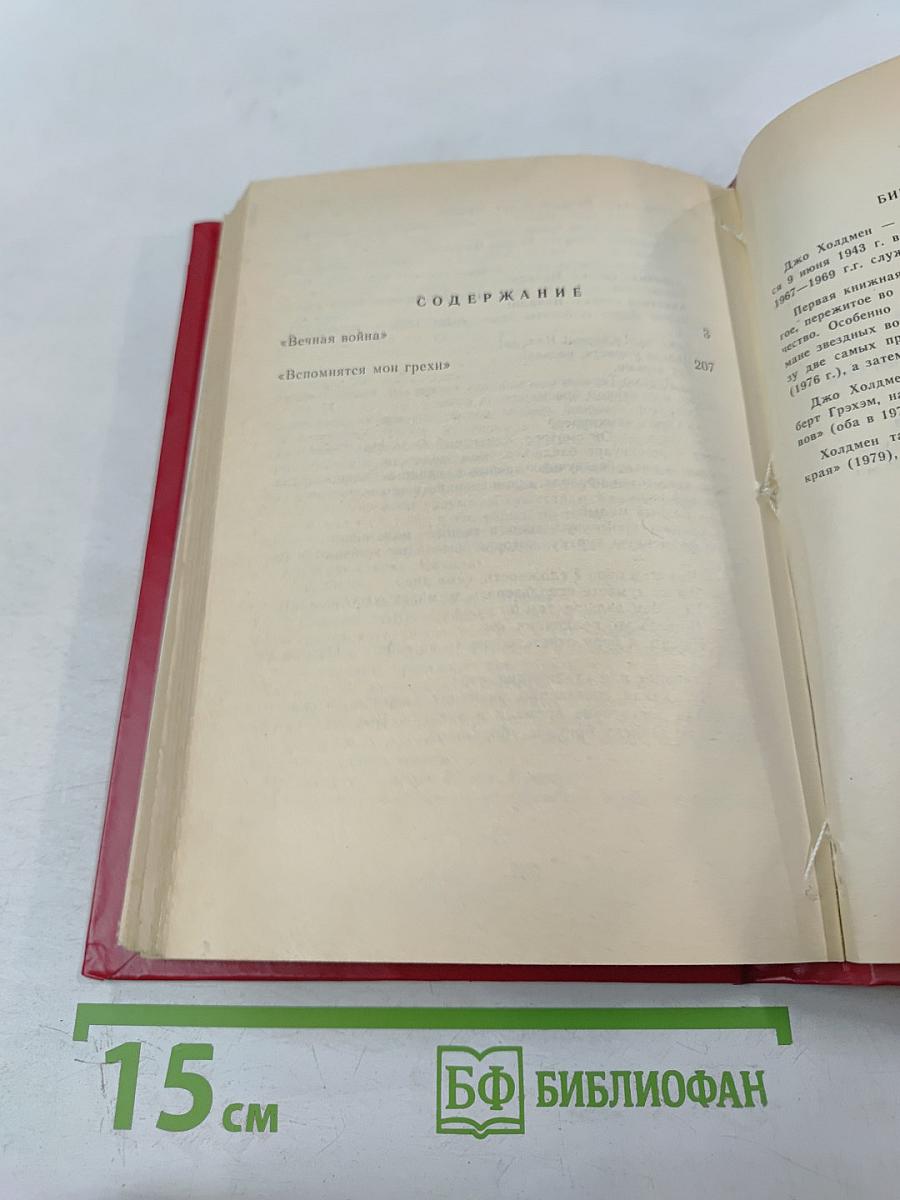 СОДЕРЖАНИЕ
«Вечная война» 3
«Вспомнятся мои грехи» 207
БИ
Джо Холдмен —
ся 9 июня 1943 г. в
1967—1969 г.г. служ
Первая книжная
гое, пережитое во
чество. Особенно
мане звездных во
зу две самых пр
(1976 г.), а затем
Джо Холдме
берт Грэхэм, на
вов» (оба в 197
Холдмен та
края» (1979),
15 см
БФ БИБЛИОФАН